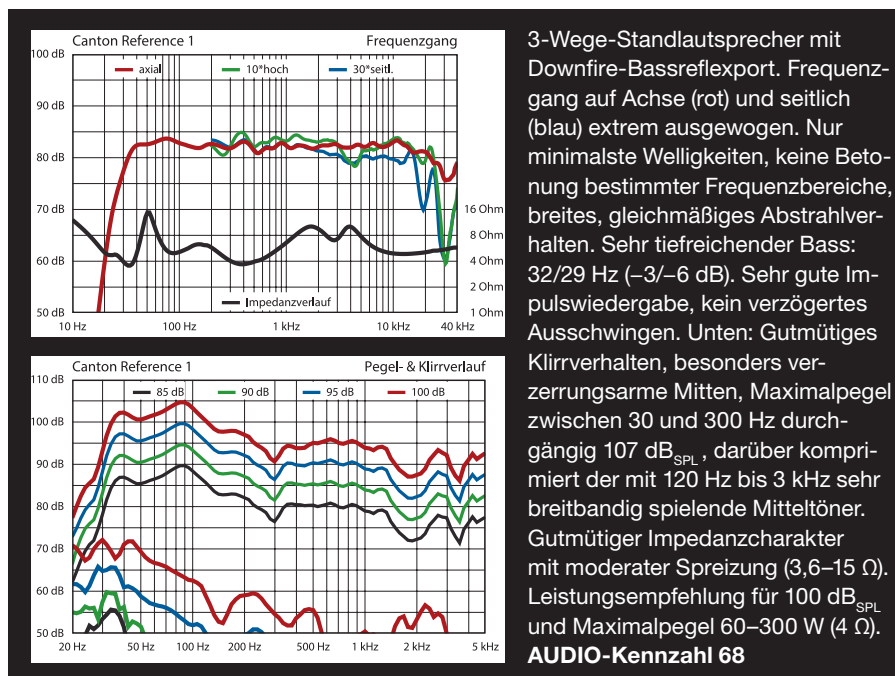 Canton Reference 1
Frequenzgang
100 dB
axial
10*hoch
30*seitl.
90 dB
80 dB
70 dB
16 Ohm
8 Ohm
60 dB
4 Ohm
2 Ohm
Impedanzverlauf
50 dB
1 Ohm
10 Hz
100 Hz
1 kHz
10 kHz
40 kHz
Canton Reference 1
Pegel- & Klirrverlauf
110 dB
85 dB
90 dB
95 dB
100 dB
100 dB
90 dB
80 dB
70 dB
60 dB
50 dB
20 Hz
50 Hz
100 Hz
200 Hz
500 Hz
1 kHz
2 kHz
5 kHz
3-Wege-Standlautsprecher mit
Downfire-Bassreflexport. Frequenz-
gang auf Achse (rot) und seitlich
(blau) extrem ausgewogen. Nur
minimalste Welligkeiten, keine Beto-
nung bestimmter Frequenzbereiche,
breites, gleichmäßiges Abstrahlver-
halten. Sehr tiefreichender Bass:
32/29 Hz (−3/−6 dB). Sehr gute Im-
pulswiedergabe, kein verzögertes
Ausschwingen. Unten: Gutmütiges
Klirrverhalten, besonders ver-
zerrungsarme Mitten, Maximalpegel
zwischen 30 und 300 Hz durch-
gängig 107 dBSPL , darüber kompri-
miert der mit 120 Hz bis 3 kHz sehr
breitbandig spielende Mitteltöner.
Gutmütiger Impedanzcharakter
mit moderater Spreizung (3,6–15 Ω).
Leistungsempfehlung für 100 dBSPL
und Maximalpegel 60–300 W (4 Ω).
AUDIO-Kennzahl 68